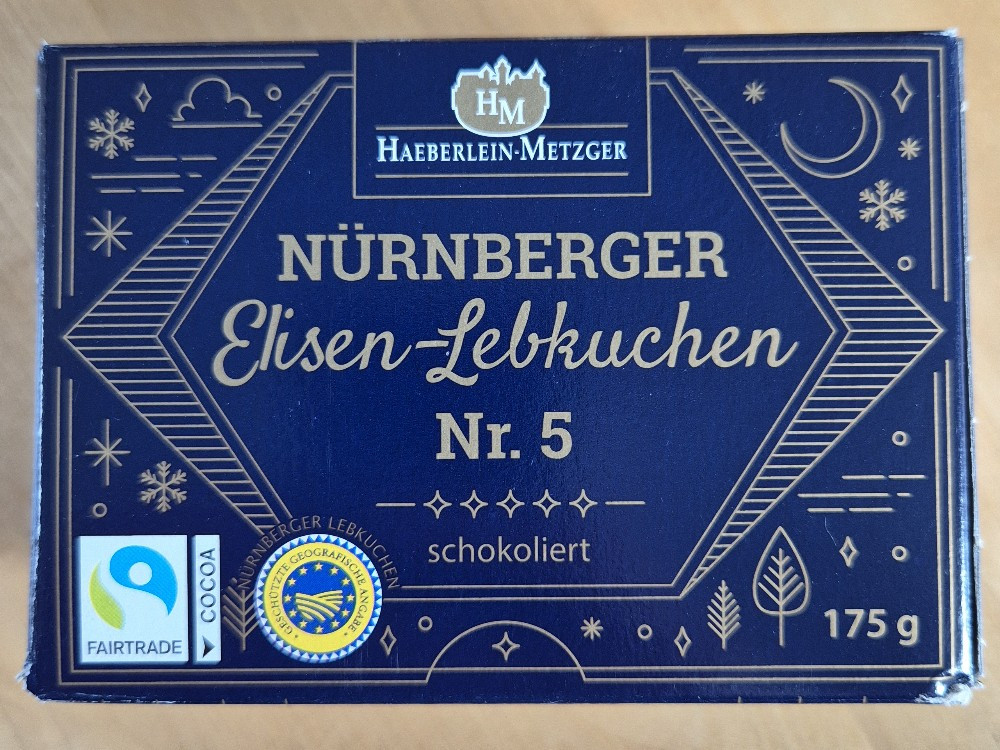 HM
HAEBERLEIN-METZGER
NÜRNBERGER
Elisen-Lebkuchen
Nr. 5
schokoliert
NÜRNBERGER LEBKUCHEN
GESCHÜTZTE GEOGRAFISCHE ANGABE
FAIRTRADE
COCOA
175 g